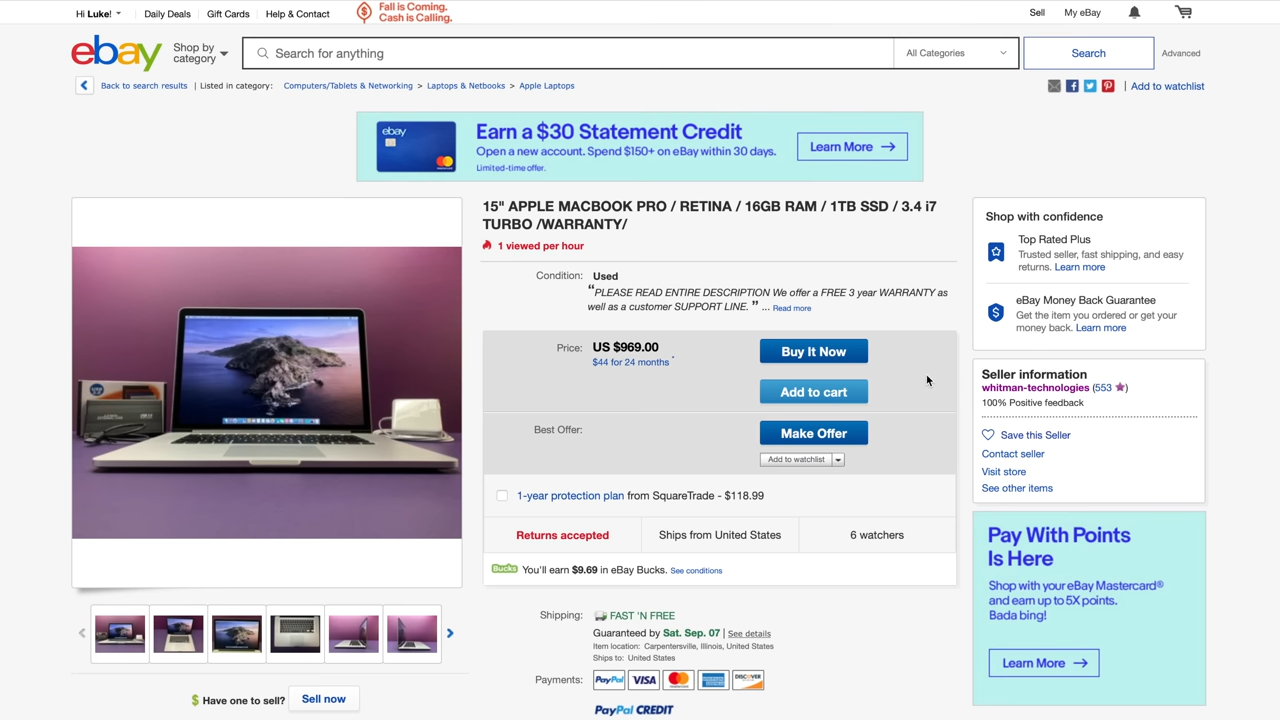 Hi Luke!
Daily Deals
Gift Cards
Help & Contact
Fall is Coming.
Cash is Calling.
Sell
My eBay
ebay
Shop by
category
Search for anything
All Categories
Search
Advanced
Back to search results | Listed in category:
Computers/Tablets & Networking > Laptops & Netbooks > Apple Laptops
| Add to watchlist
ebay
Earn a $30 Statement Credit
Open a new account. Spend $150+ on eBay within 30 days.
Limited-time offer.
Learn More →
15" APPLE MACBOOK PRO / RETINA / 16GB RAM / 1TB SSD / 3.4 i7
TURBO /WARRANTY/
1 viewed per hour
Condition: Used
“PLEASE READ ENTIRE DESCRIPTION We offer a FREE 3 year WARRANTY as
well as a customer SUPPORT LINE. ” ... Read more
Price: US $969.00
$44 for 24 months *
Buy It Now
Add to cart
Best Offer:
Make Offer
Add to watchlist
1-year protection plan from SquareTrade - $118.99
Returns accepted
Ships from United States
6 watchers
Bucks You'll earn $9.69 in eBay Bucks. See conditions
Shipping: FAST 'N FREE
Guaranteed by Sat. Sep. 07 | See details
Item location: Carpentersville, Illinois, United States
Ships to: United States
Payments: PayPal VISA MasterCard DISCOVER
PayPal CREDIT
$ Have one to sell? Sell now
Shop with confidence
Top Rated Plus
Trusted seller, fast shipping, and easy
returns. Learn more
eBay Money Back Guarantee
Get the item you ordered or get your
money back. Learn more
Seller information
whitman-technologies (553 ★)
100% Positive feedback
Save this Seller
Contact seller
Visit store
See other items
Pay With Points
Is Here
Shop with your eBay Mastercard®
and earn up to 5X points.
Bada bing!
Learn More →